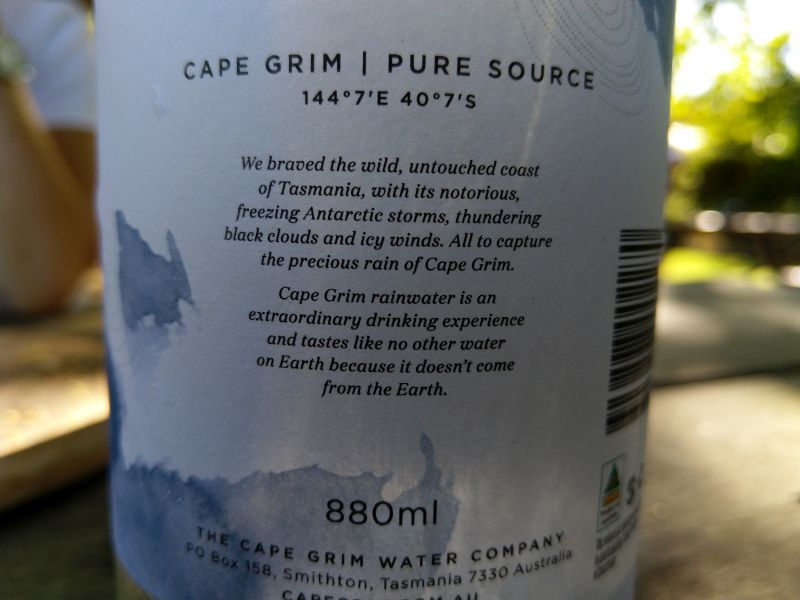 CAPE GRIM | PURE SOURCE
144°7'E 40°7'S
We braved the wild, untouched coast
of Tasmania, with its notorious,
freezing Antarctic storms, thundering
black clouds and icy winds. All to capture
the precious rain of Cape Grim.
Cape Grim rainwater is an
extraordinary drinking experience
and tastes like no other water
on Earth because it doesn't come
from the Earth.
880ml
THE CAPE GRIM WATER COMPANY
PO Box 158, Smithton, Tasmania 7330 Australia